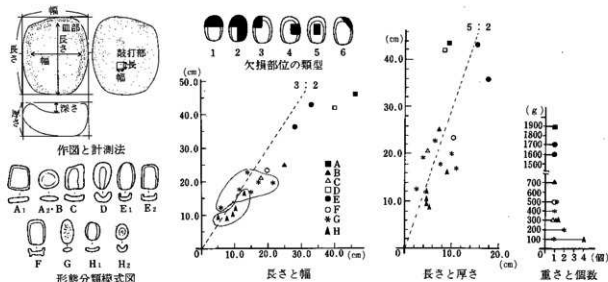 幅
皿部
長さ
幅
長さ
敲打部
長
幅
厚さ
深さ
作図と計測法
A1 A2・B C D E1 E2
F G H1 H2
形態分類模式図
1 2 3 4 5 6
欠損部位の類型
(cm)
50.0
40.0
30.0
20.0
10.0
0 10.0 20.0 30.0 40.0 (cm)
3 : 2
A
B
C
D
E
F
G
H
長さと幅
(cm)
40.0
30.0
20.0
10.0
0 10.0 20.0 (cm)
5 : 2
長さと厚さ
(g)
1900
1700
1600
1500
700
500
400
300
200
100
0 1 2 3 4 (個)
重さと個数